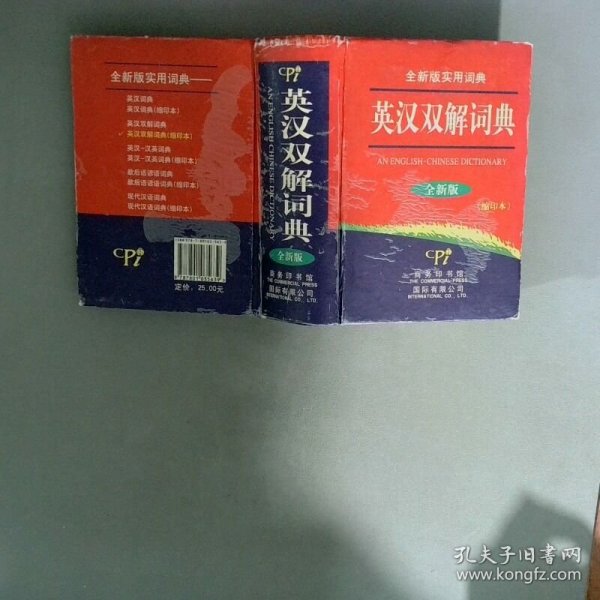 全新版实用词典——
英汉词典
英汉词典(缩印本)
英汉双解词典
✓ 英汉双解词典(缩印本)
英汉-汉英词典
英汉-汉英词典(缩印本)
歇后语谚语词典
歇后语谚语词典(缩印本)
现代汉语词典
现代汉语词典(缩印本)
CPi
定价: 25.00元
CPi
英汉双解词典
AN ENGLISH-CHINESE DICTIONARY
全新版
商务印书馆
THE COMMERCIAL PRESS
国际有限公司
INTERNATIONAL CO., LTD.
全新版实用词典
英汉双解词典
AN ENGLISH-CHINESE DICTIONARY
全新版
(缩印本)
CPi
商务印书馆
THE COMMERCIAL PRESS
国际有限公司
INTERNATIONAL CO., LTD.
孔夫子旧书网
www.kongfz.com